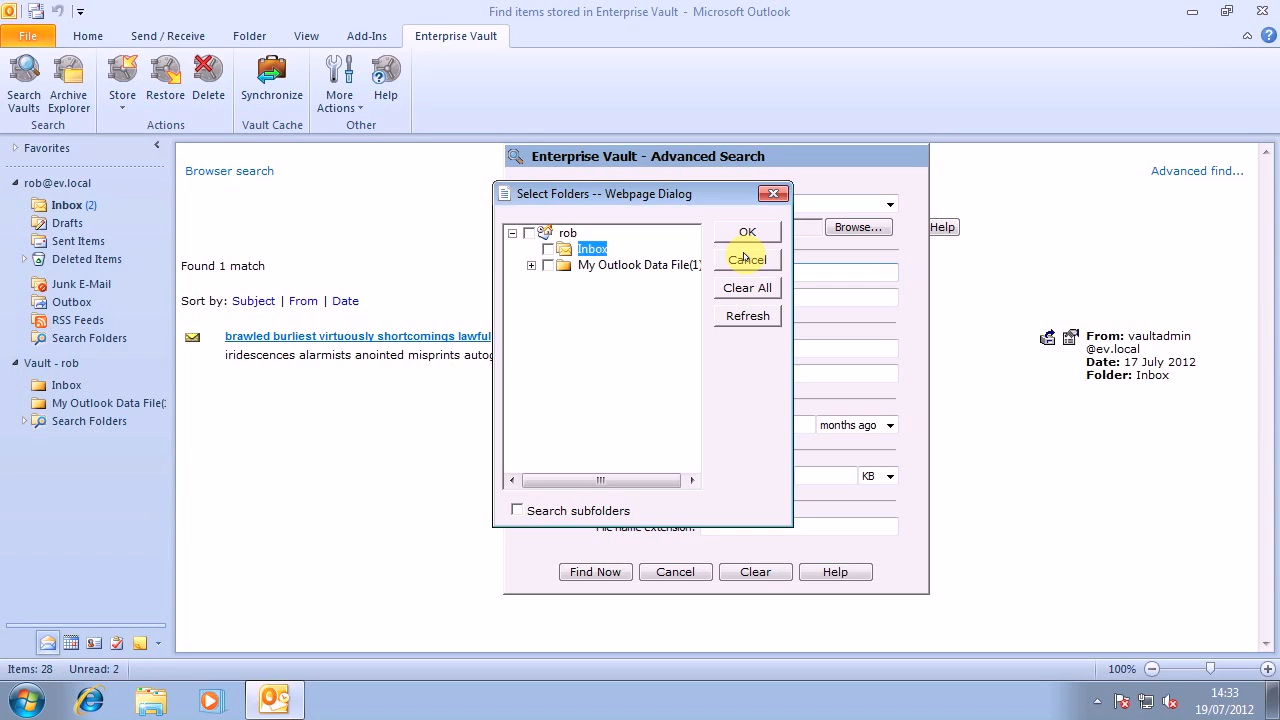 Find items stored in Enterprise Vault - Microsoft Outlook
File Home Send / Receive Folder View Add-Ins Enterprise Vault
Search Vaults
Archive Explorer
Store
Restore
Delete
Synchronize
More Actions
Help
Search Actions Vault Cache Other
Favorites
rob@ev.local
Inbox (2)
Drafts
Sent Items
Deleted Items
Junk E-mail
Outbox
RSS Feeds
Search Folders
Vault - rob
Inbox
My Outlook Data File(
Search Folders
Browser search
Advanced find...
Found 1 match
Sort by: Subject | From | Date
brawled burliest virtuously shortcomings lawful
iridescences alarmists anointed misprints autog
From: vaultadmin
@ev.local
Date: 17 July 2012
Folder: Inbox
Enterprise Vault - Advanced Search
Browse...
Help
months ago
KB
File name extension:
Find Now Cancel Clear Help
Select Folders -- Webpage Dialog
rob
Inbox
My Outlook Data File(1)
OK
Cancel
Clear All
Refresh
Search subfolders
Items: 28 Unread: 2
100%
14:33
19/07/2012